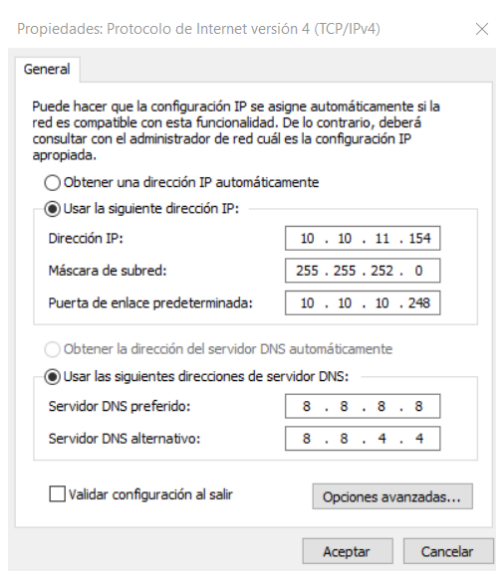 Propiedades: Protocolo de Internet versión 4 (TCP/IPv4)
General
Puede hacer que la configuración IP se asigne automáticamente si la
red es compatible con esta funcionalidad. De lo contrario, deberá
consultar con el administrador de red cuál es la configuración IP
apropiada.
Obtener una dirección IP automáticamente
Usar la siguiente dirección IP:
Dirección IP: 10 . 10 . 11 . 154
Máscara de subred: 255 . 255 . 252 . 0
Puerta de enlace predeterminada: 10 . 10 . 10 . 248
Obtener la dirección del servidor DNS automáticamente
Usar las siguientes direcciones de servidor DNS:
Servidor DNS preferido: 8 . 8 . 8 . 8
Servidor DNS alternativo: 8 . 8 . 4 . 4
Validar configuración al salir
Opciones avanzadas...
Aceptar Cancelar